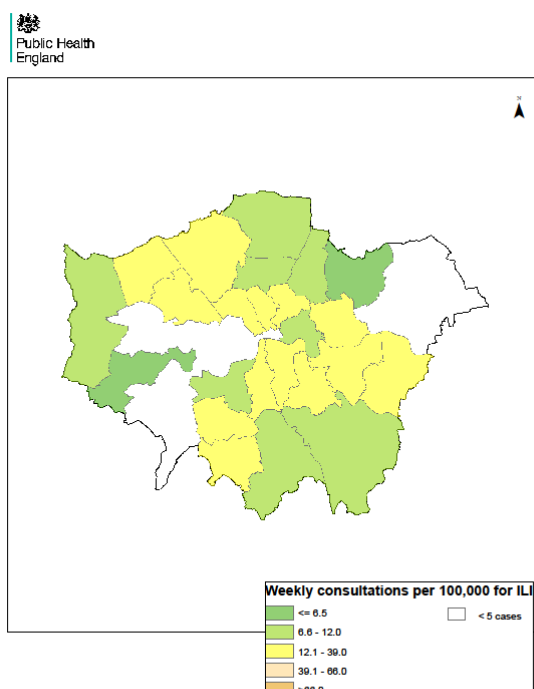 Public Health
England
N
Weekly consultations per 100,000 for ILI
<= 6.5
< 5 cases
6.6 - 12.0
12.1 - 39.0
39.1 - 66.0